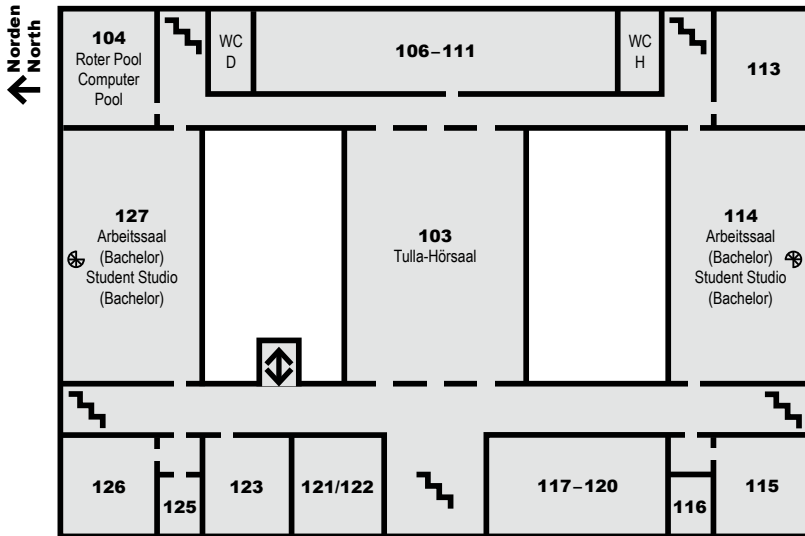 Norden
North
104
Roter Pool
Computer
Pool
WC
D
106–111
WC
H
113
127
Arbeitssaal
(Bachelor)
Student Studio
(Bachelor)
103
Tulla-Hörsaal
114
Arbeitssaal
(Bachelor)
Student Studio
(Bachelor)
126
125
123
121/122
117–120
116
115